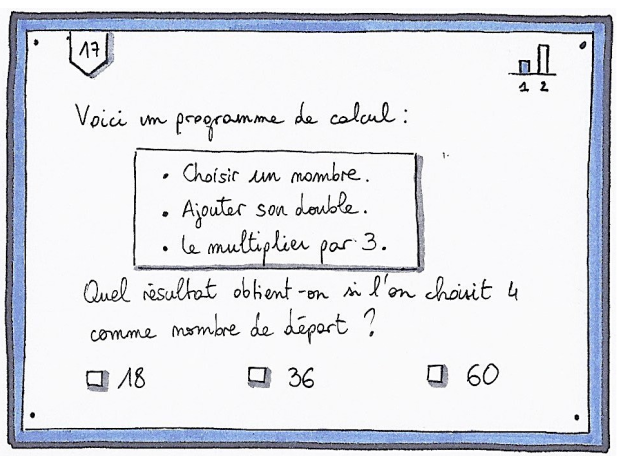 17
1 2
Voici un programme de calcul :
• Choisir un nombre.
• Ajouter son double.
• Le multiplier par 3.
Quel résultat obtient-on si l'on choisit 4
comme nombre de départ ?
☐ 18 ☐ 36 ☐ 60